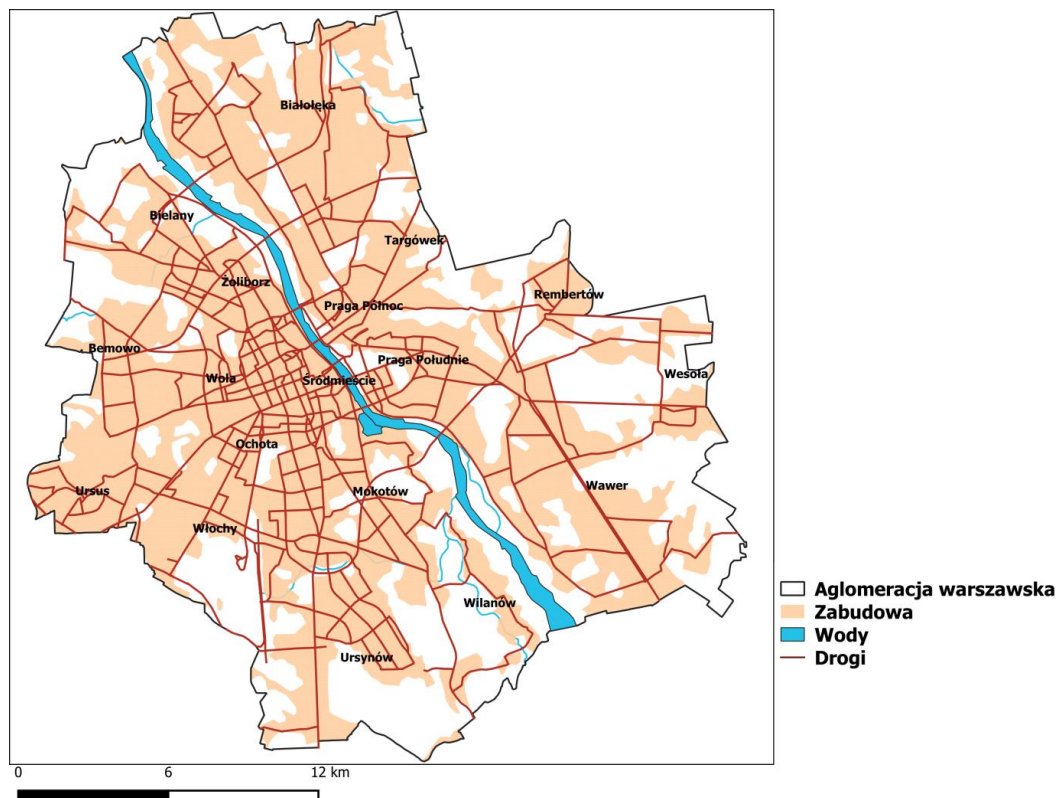 Białołęka
Bielany
Targówek
Żoliborz
Rembertów
Praga Północ
Bemowo
Praga Południe
Wola
Śródmieście
Wesoła
Ochota
Ursus
Mokotów
Wawer
Włochy
Wilanów
Ursynów
Aglomeracja warszawska
Zabudowa
Wody
Drogi
0 6 12 km